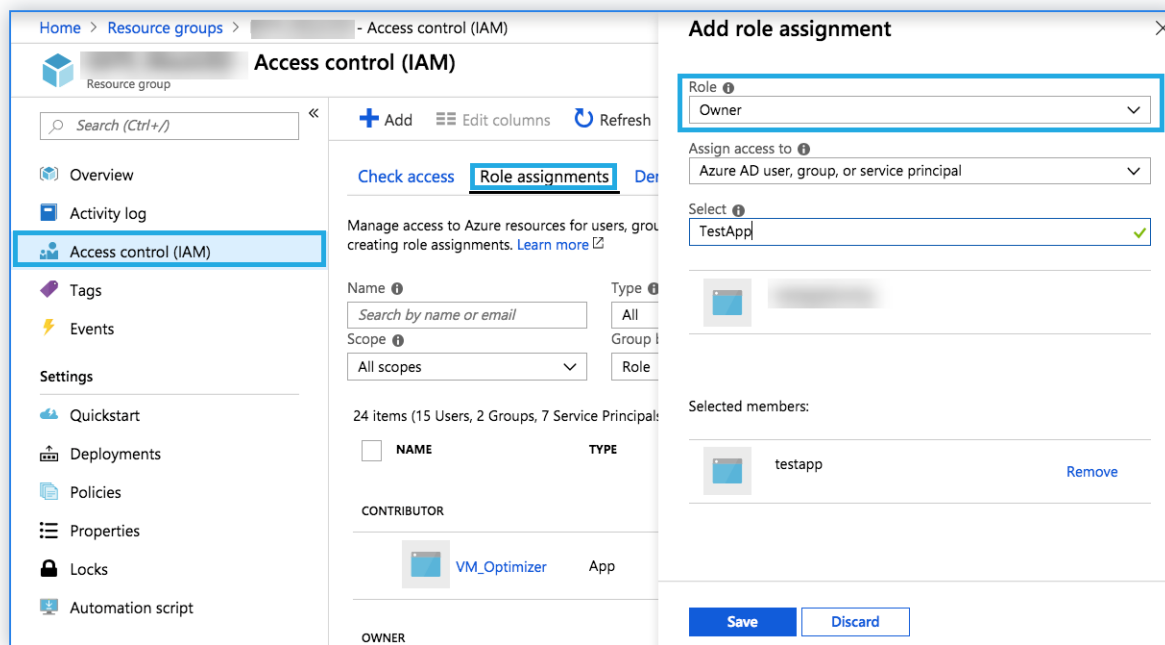 Home > Resource groups > - Access control (IAM)
Access control (IAM)
Resource group
Search (Ctrl+/)
«
Overview
Activity log
Access control (IAM)
Tags
Events
Settings
Quickstart
Deployments
Policies
Properties
Locks
Automation script
Add Edit columns Refresh
Check access Role assignments Der
Manage access to Azure resources for users, grou
creating role assignments. Learn more
Name Type
Search by name or email All
Scope Group b
All scopes Role
24 items (15 Users, 2 Groups, 7 Service Principals
NAME TYPE
CONTRIBUTOR
VM_Optimizer App
OWNER
Add role assignment
Role
Owner
Assign access to
Azure AD user, group, or service principal
Select
TestApp
Selected members:
testapp Remove
Save Discard